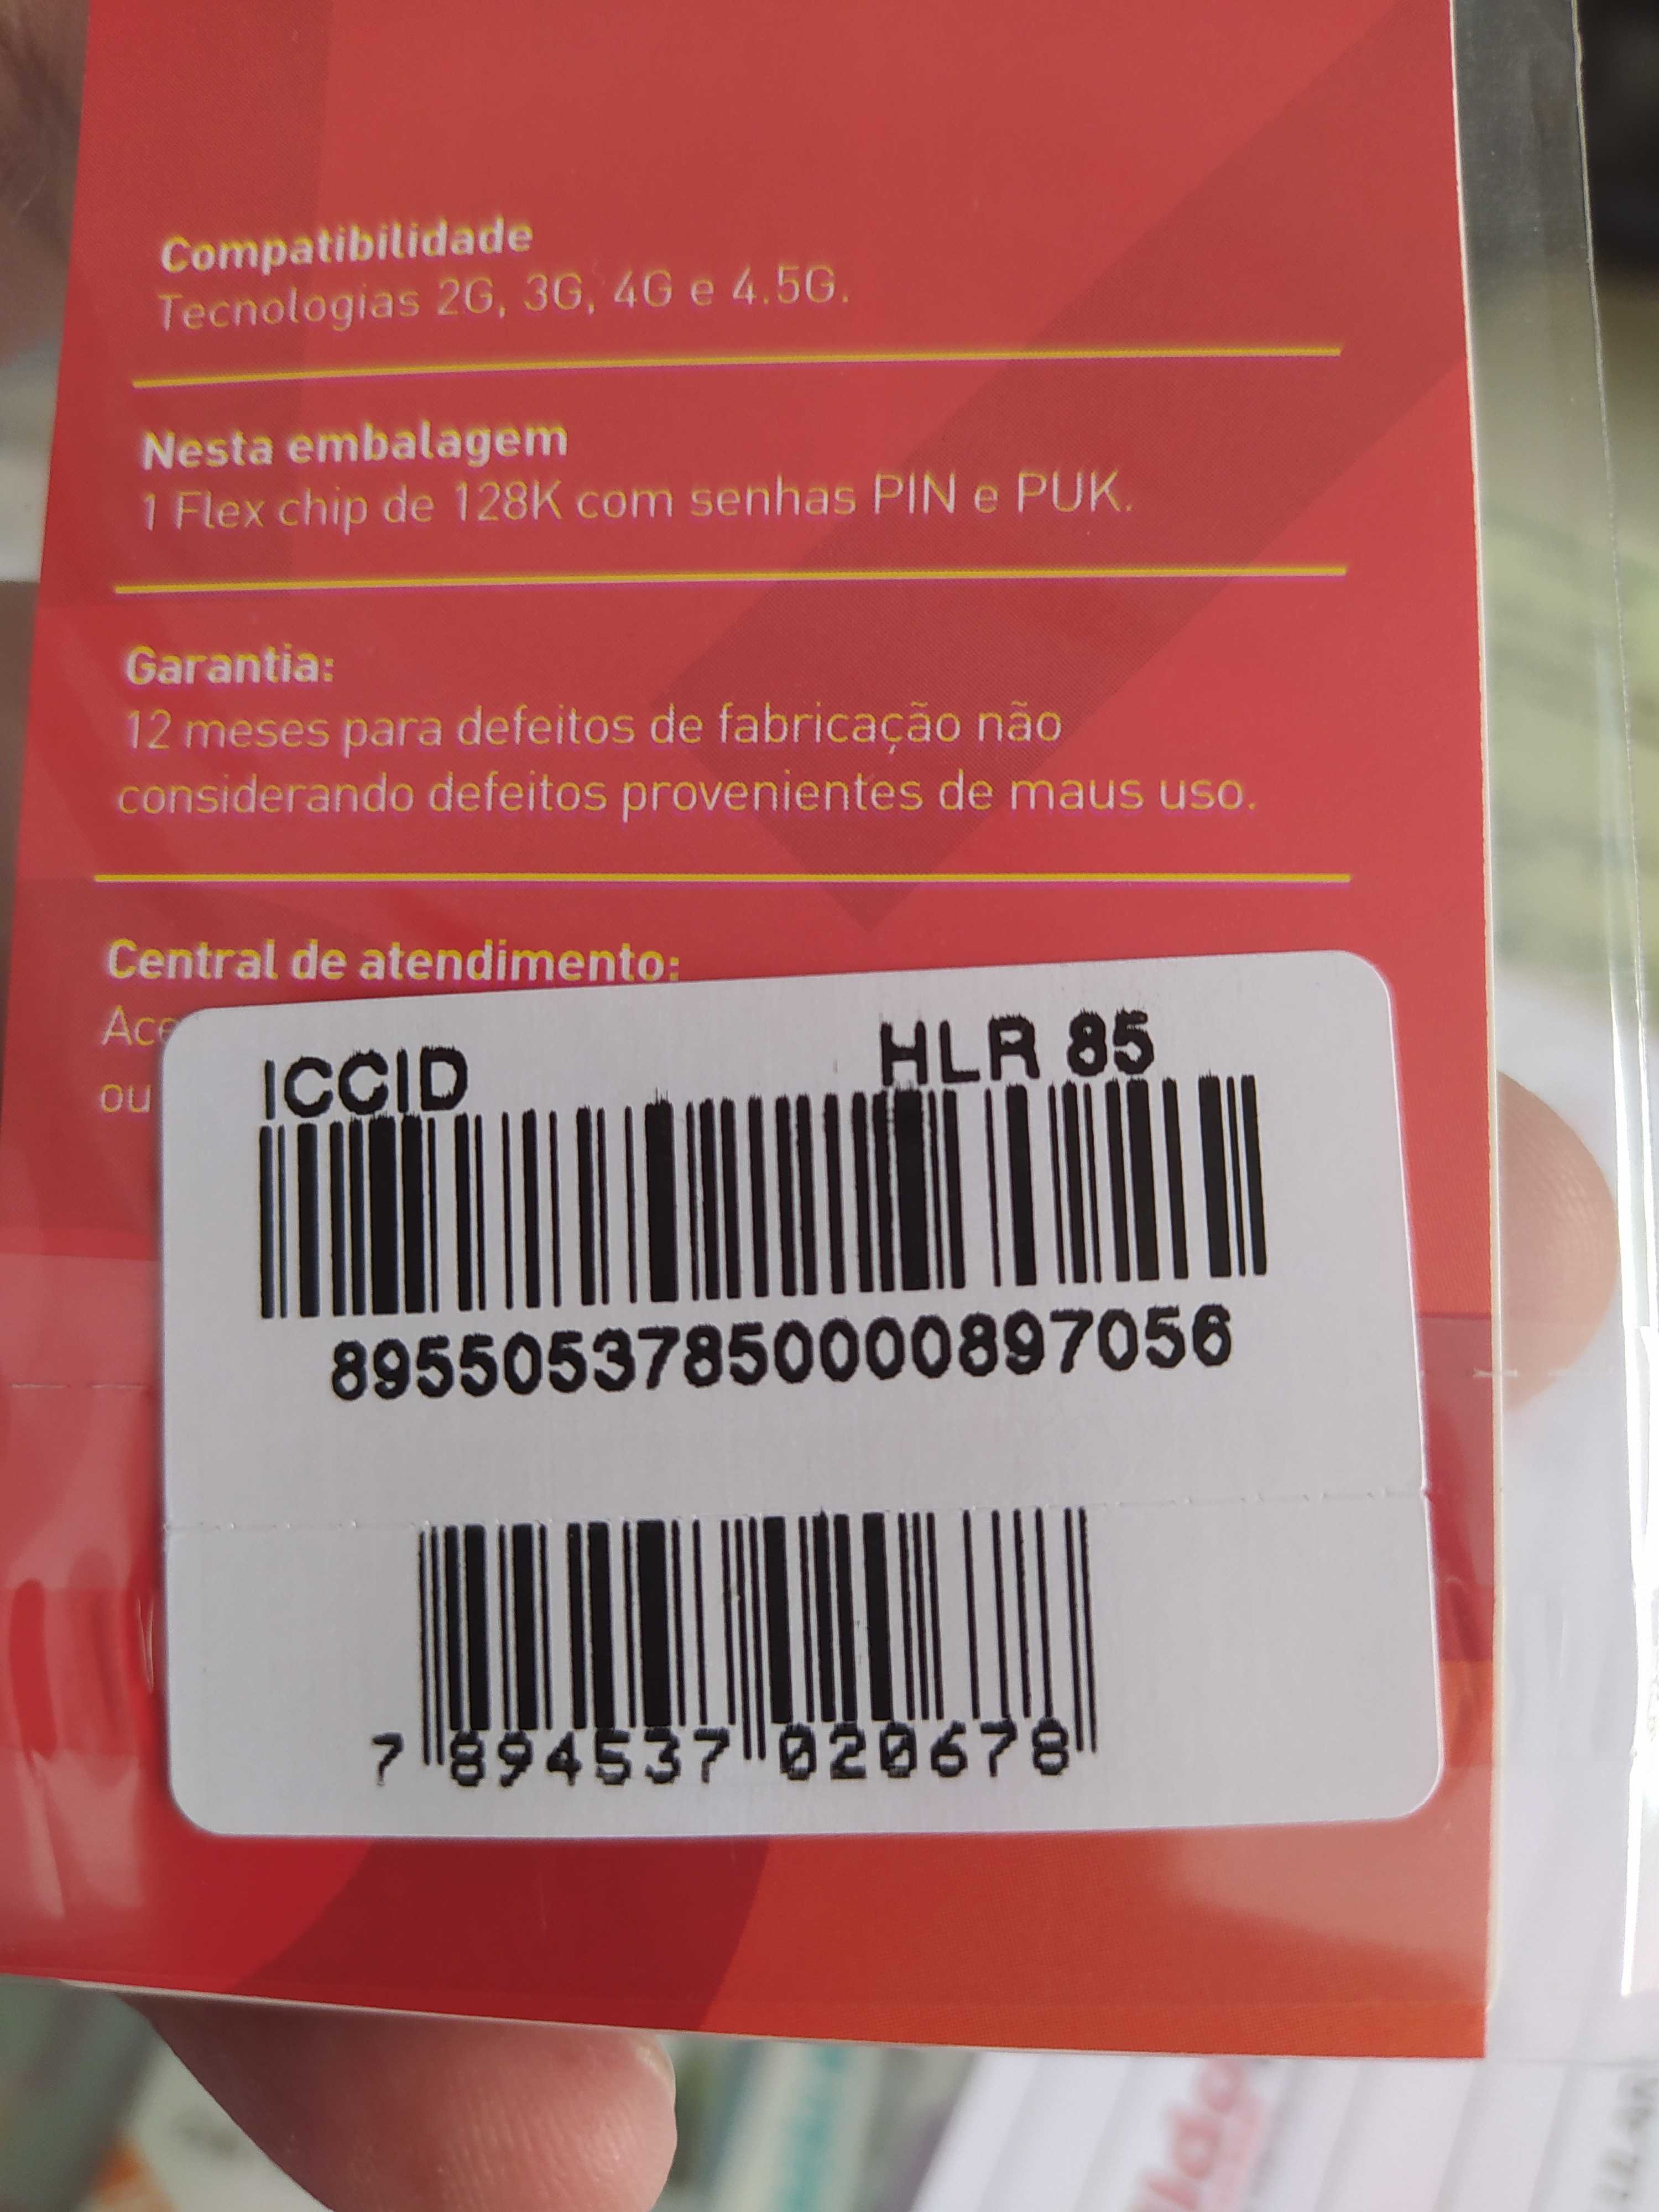 Compatibilidade
Tecnologias 2G, 3G, 4G e 4.5G.
Nesta embalagem
1 Flex chip de 128K com senhas PIN e PUK.
Garantia:
12 meses para defeitos de fabricação não
considerando defeitos provenientes de maus uso.
Central de atendimento:
Ace
ou
ICCID HLR 85
89550537850000897056
7 894537 020678